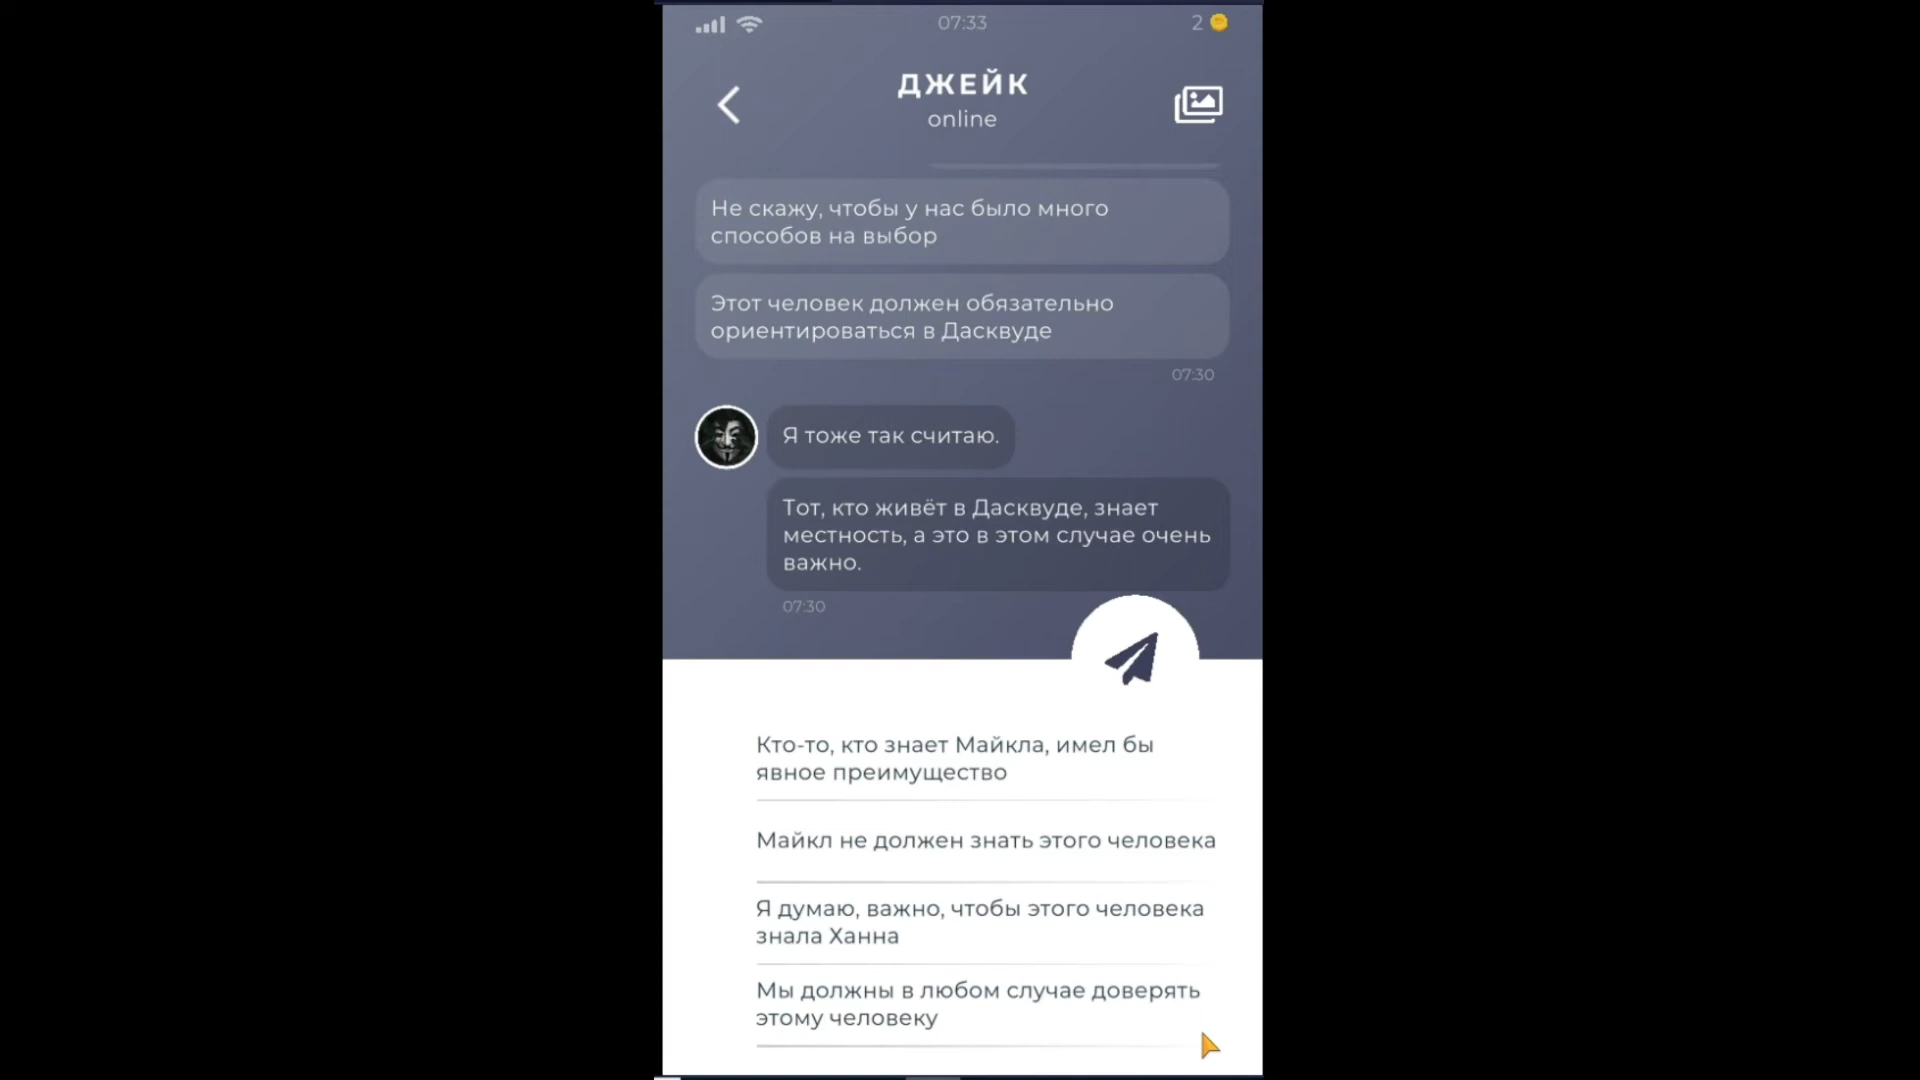 07:33
2
ДЖЕЙК
online
Не скажу, чтобы у нас было много
способов на выбор
Этот человек должен обязательно
ориентироваться в Дасквуде
07:30
Я тоже так считаю.
Тот, кто живёт в Дасквуде, знает
местность, а это в этом случае очень
важно.
07:30
Кто-то, кто знает Майкла, имел бы
явное преимущество
Майкл не должен знать этого человека
Я думаю, важно, чтобы этого человека
знала Ханна
Мы должны в любом случае доверять
этому человеку